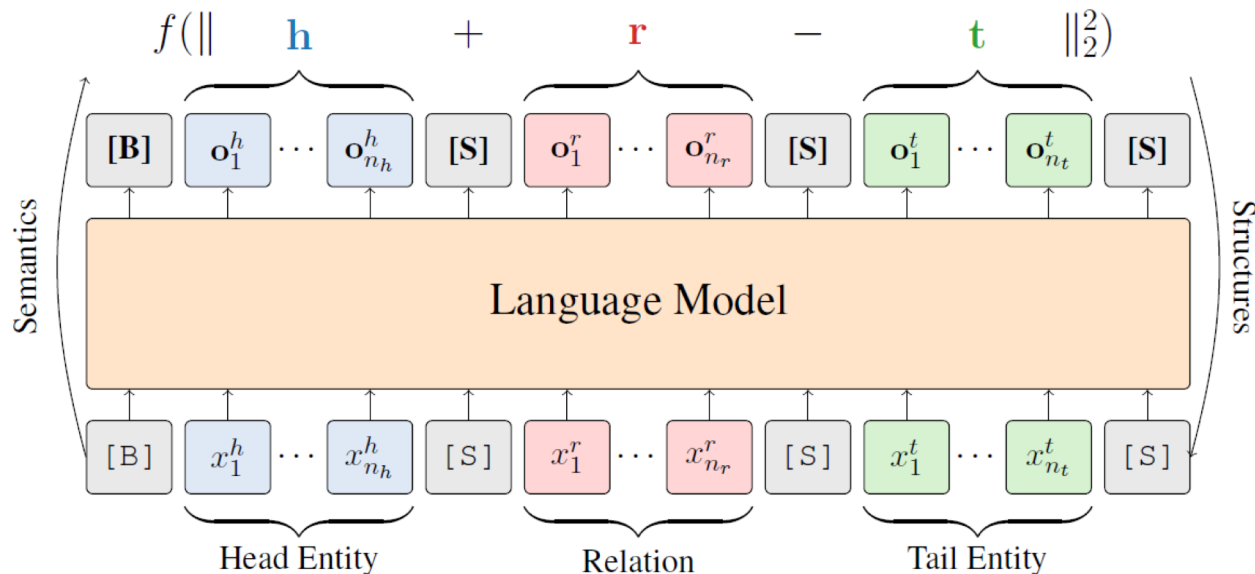 f(‖ h + r − t ‖₂²)
[B] o₁ʰ ⋯ oₙₕʰ [S] o₁ʳ ⋯ oₙᵣʳ [S] o₁ᵗ ⋯ oₙₜᵗ [S]
Semantics
Language Model
Structures
[B] x₁ʰ ⋯ xₙₕʰ [S] x₁ʳ ⋯ xₙᵣʳ [S] x₁ᵗ ⋯ xₙₜᵗ [S]
Head Entity Relation Tail Entity